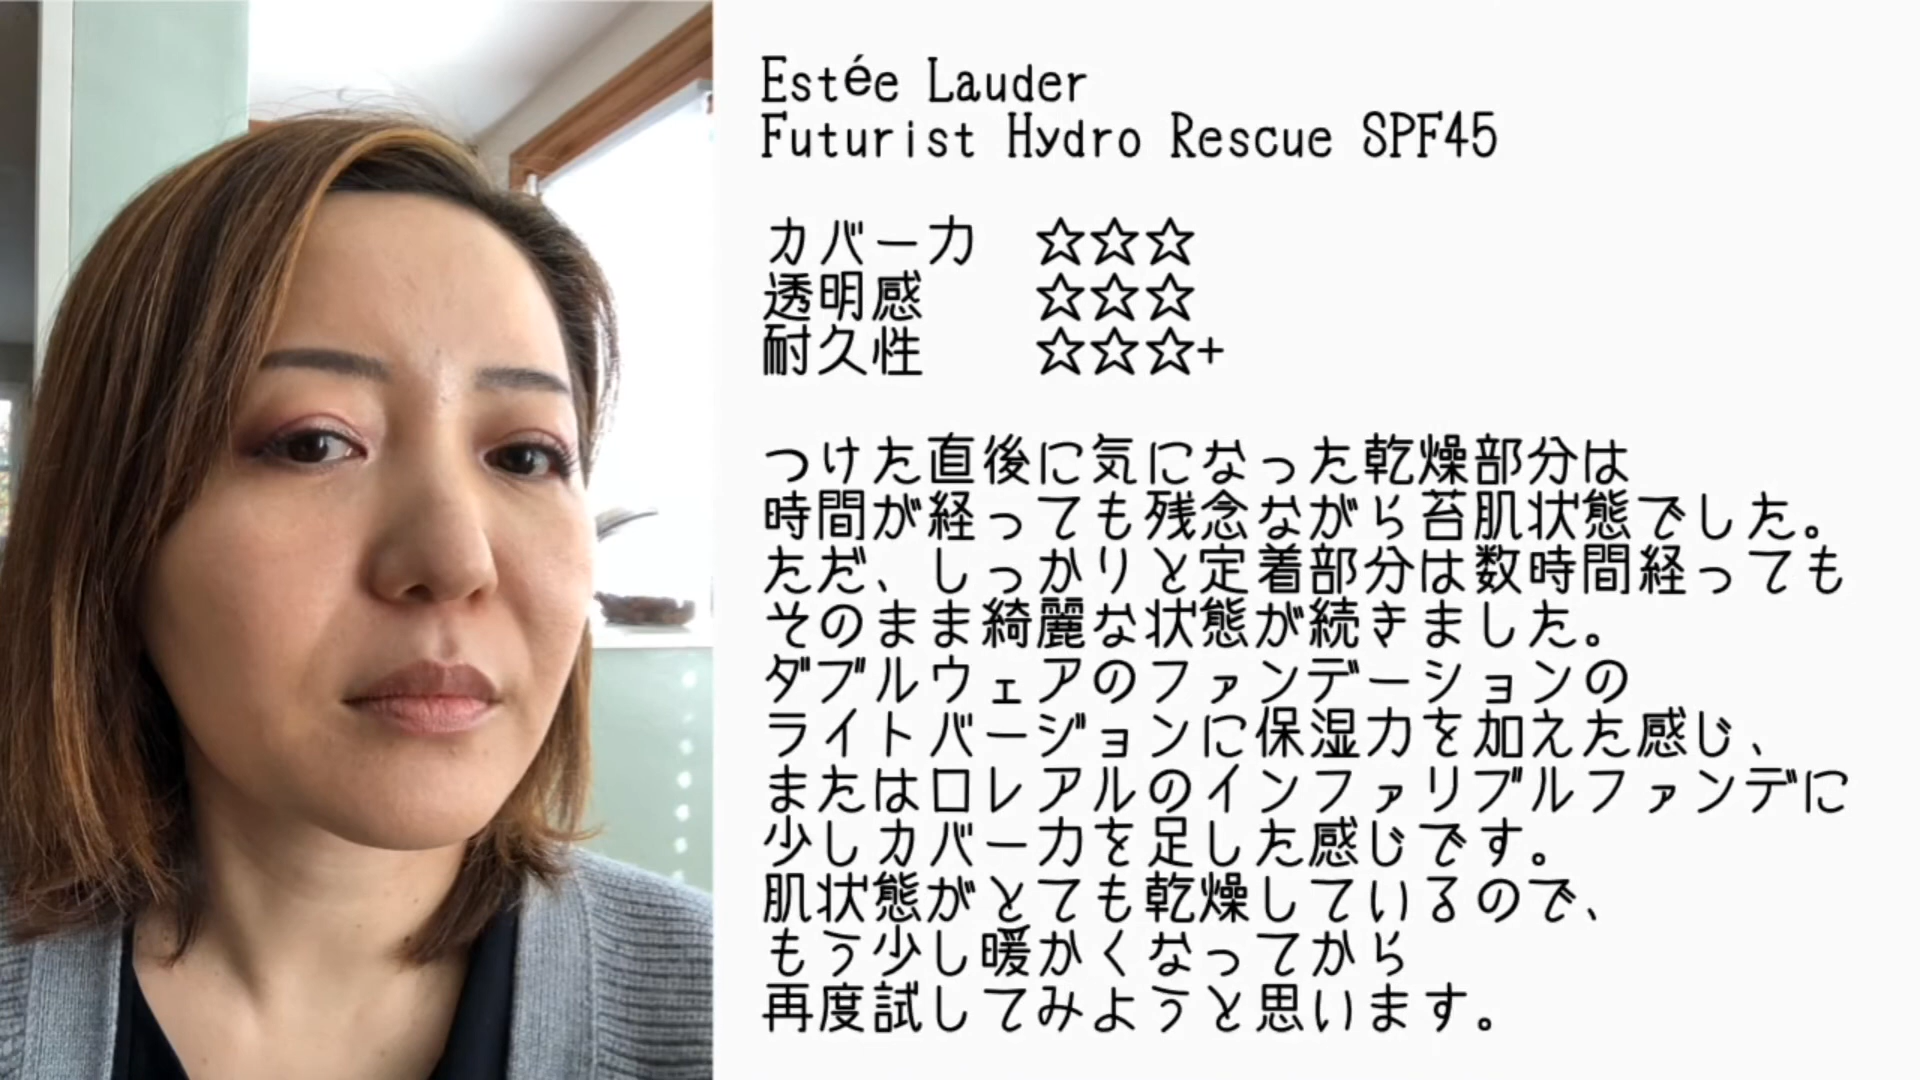 Estée Lauder
Futurist Hydro Rescue SPF45
カバー力 ☆☆☆
透明感 ☆☆☆
耐久性 ☆☆☆+
つけた直後に気になった乾燥部分は
時間が経っても残念ながら苔肌状態でした。
ただ、しっかりと定着部分は数時間経っても
そのまま綺麗な状態が続きました。
ダブルウェアのファンデーションの
ライトバージョンに保湿力を加えた感じ、
またはロレアルのインファリブルファンデに
少しカバー力を足した感じです。
肌状態がとても乾燥しているので、
もう少し暖かくなってから
再度試してみようと思います。